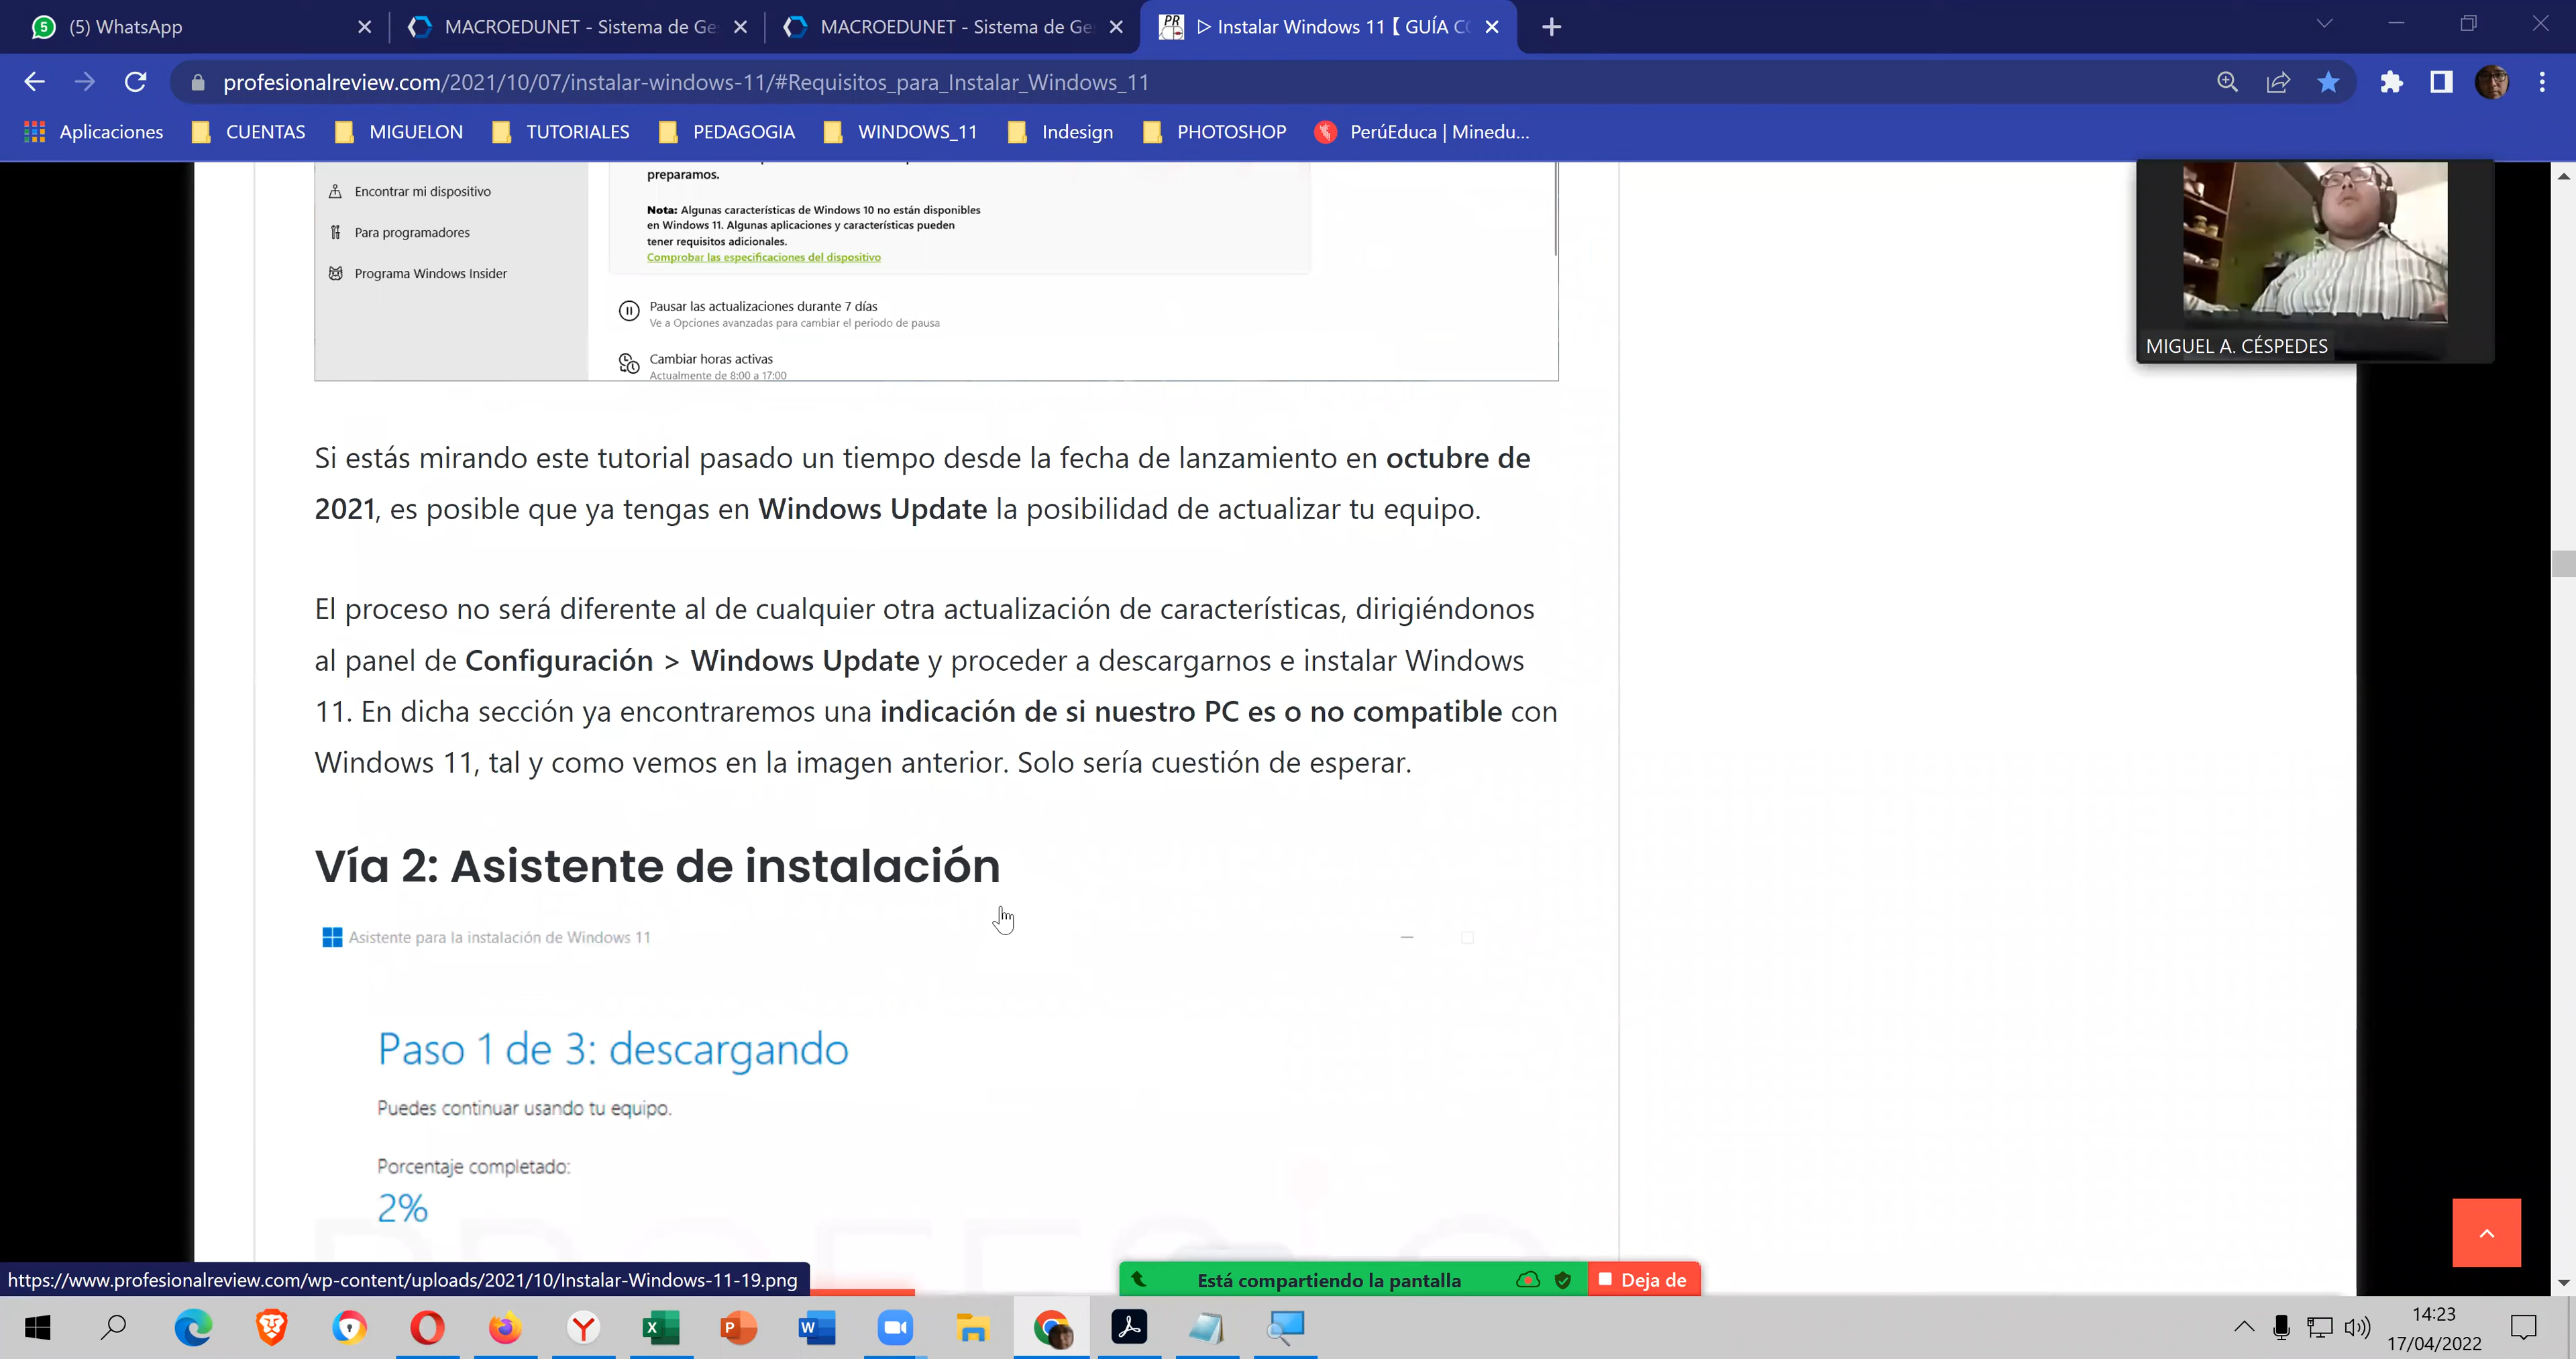 (5) WhatsApp
MACROEDUNET - Sistema de Ge
MACROEDUNET - Sistema de Ge
▷ Instalar Windows 11 【 GUÍA CO
profesionalreview.com/2021/10/07/instalar-windows-11/#Requisitos_para_Instalar_Windows_11
Aplicaciones
CUENTAS
MIGUELON
TUTORIALES
PEDAGOGIA
WINDOWS_11
Indesign
PHOTOSHOP
PerúEduca | Minedu...
preparamos.
Encontrar mi dispositivo
Nota: Algunas características de Windows 10 no están disponibles
en Windows 11. Algunas aplicaciones y características pueden
Para programadores
tener requisitos adicionales.
Comprobar las especificaciones del dispositivo
Programa Windows Insider
Pausar las actualizaciones durante 7 días
Ve a Opciones avanzadas para cambiar el periodo de pausa
Cambiar horas activas
Actualmente de 8:00 a 17:00
MIGUEL A. CÉSPEDES
Si estás mirando este tutorial pasado un tiempo desde la fecha de lanzamiento en octubre de
2021, es posible que ya tengas en Windows Update la posibilidad de actualizar tu equipo.
El proceso no será diferente al de cualquier otra actualización de características, dirigiéndonos
al panel de Configuración > Windows Update y proceder a descargarnos e instalar Windows
11. En dicha sección ya encontraremos una indicación de si nuestro PC es o no compatible con
Windows 11, tal y como vemos en la imagen anterior. Solo sería cuestión de esperar.
Vía 2: Asistente de instalación
Asistente para la instalación de Windows 11
Paso 1 de 3: descargando
Puedes continuar usando tu equipo.
Porcentaje completado:
2%
https://www.profesionalreview.com/wp-content/uploads/2021/10/Instalar-Windows-11-19.png
Está compartiendo la pantalla
Deja de
14:23
17/04/2022